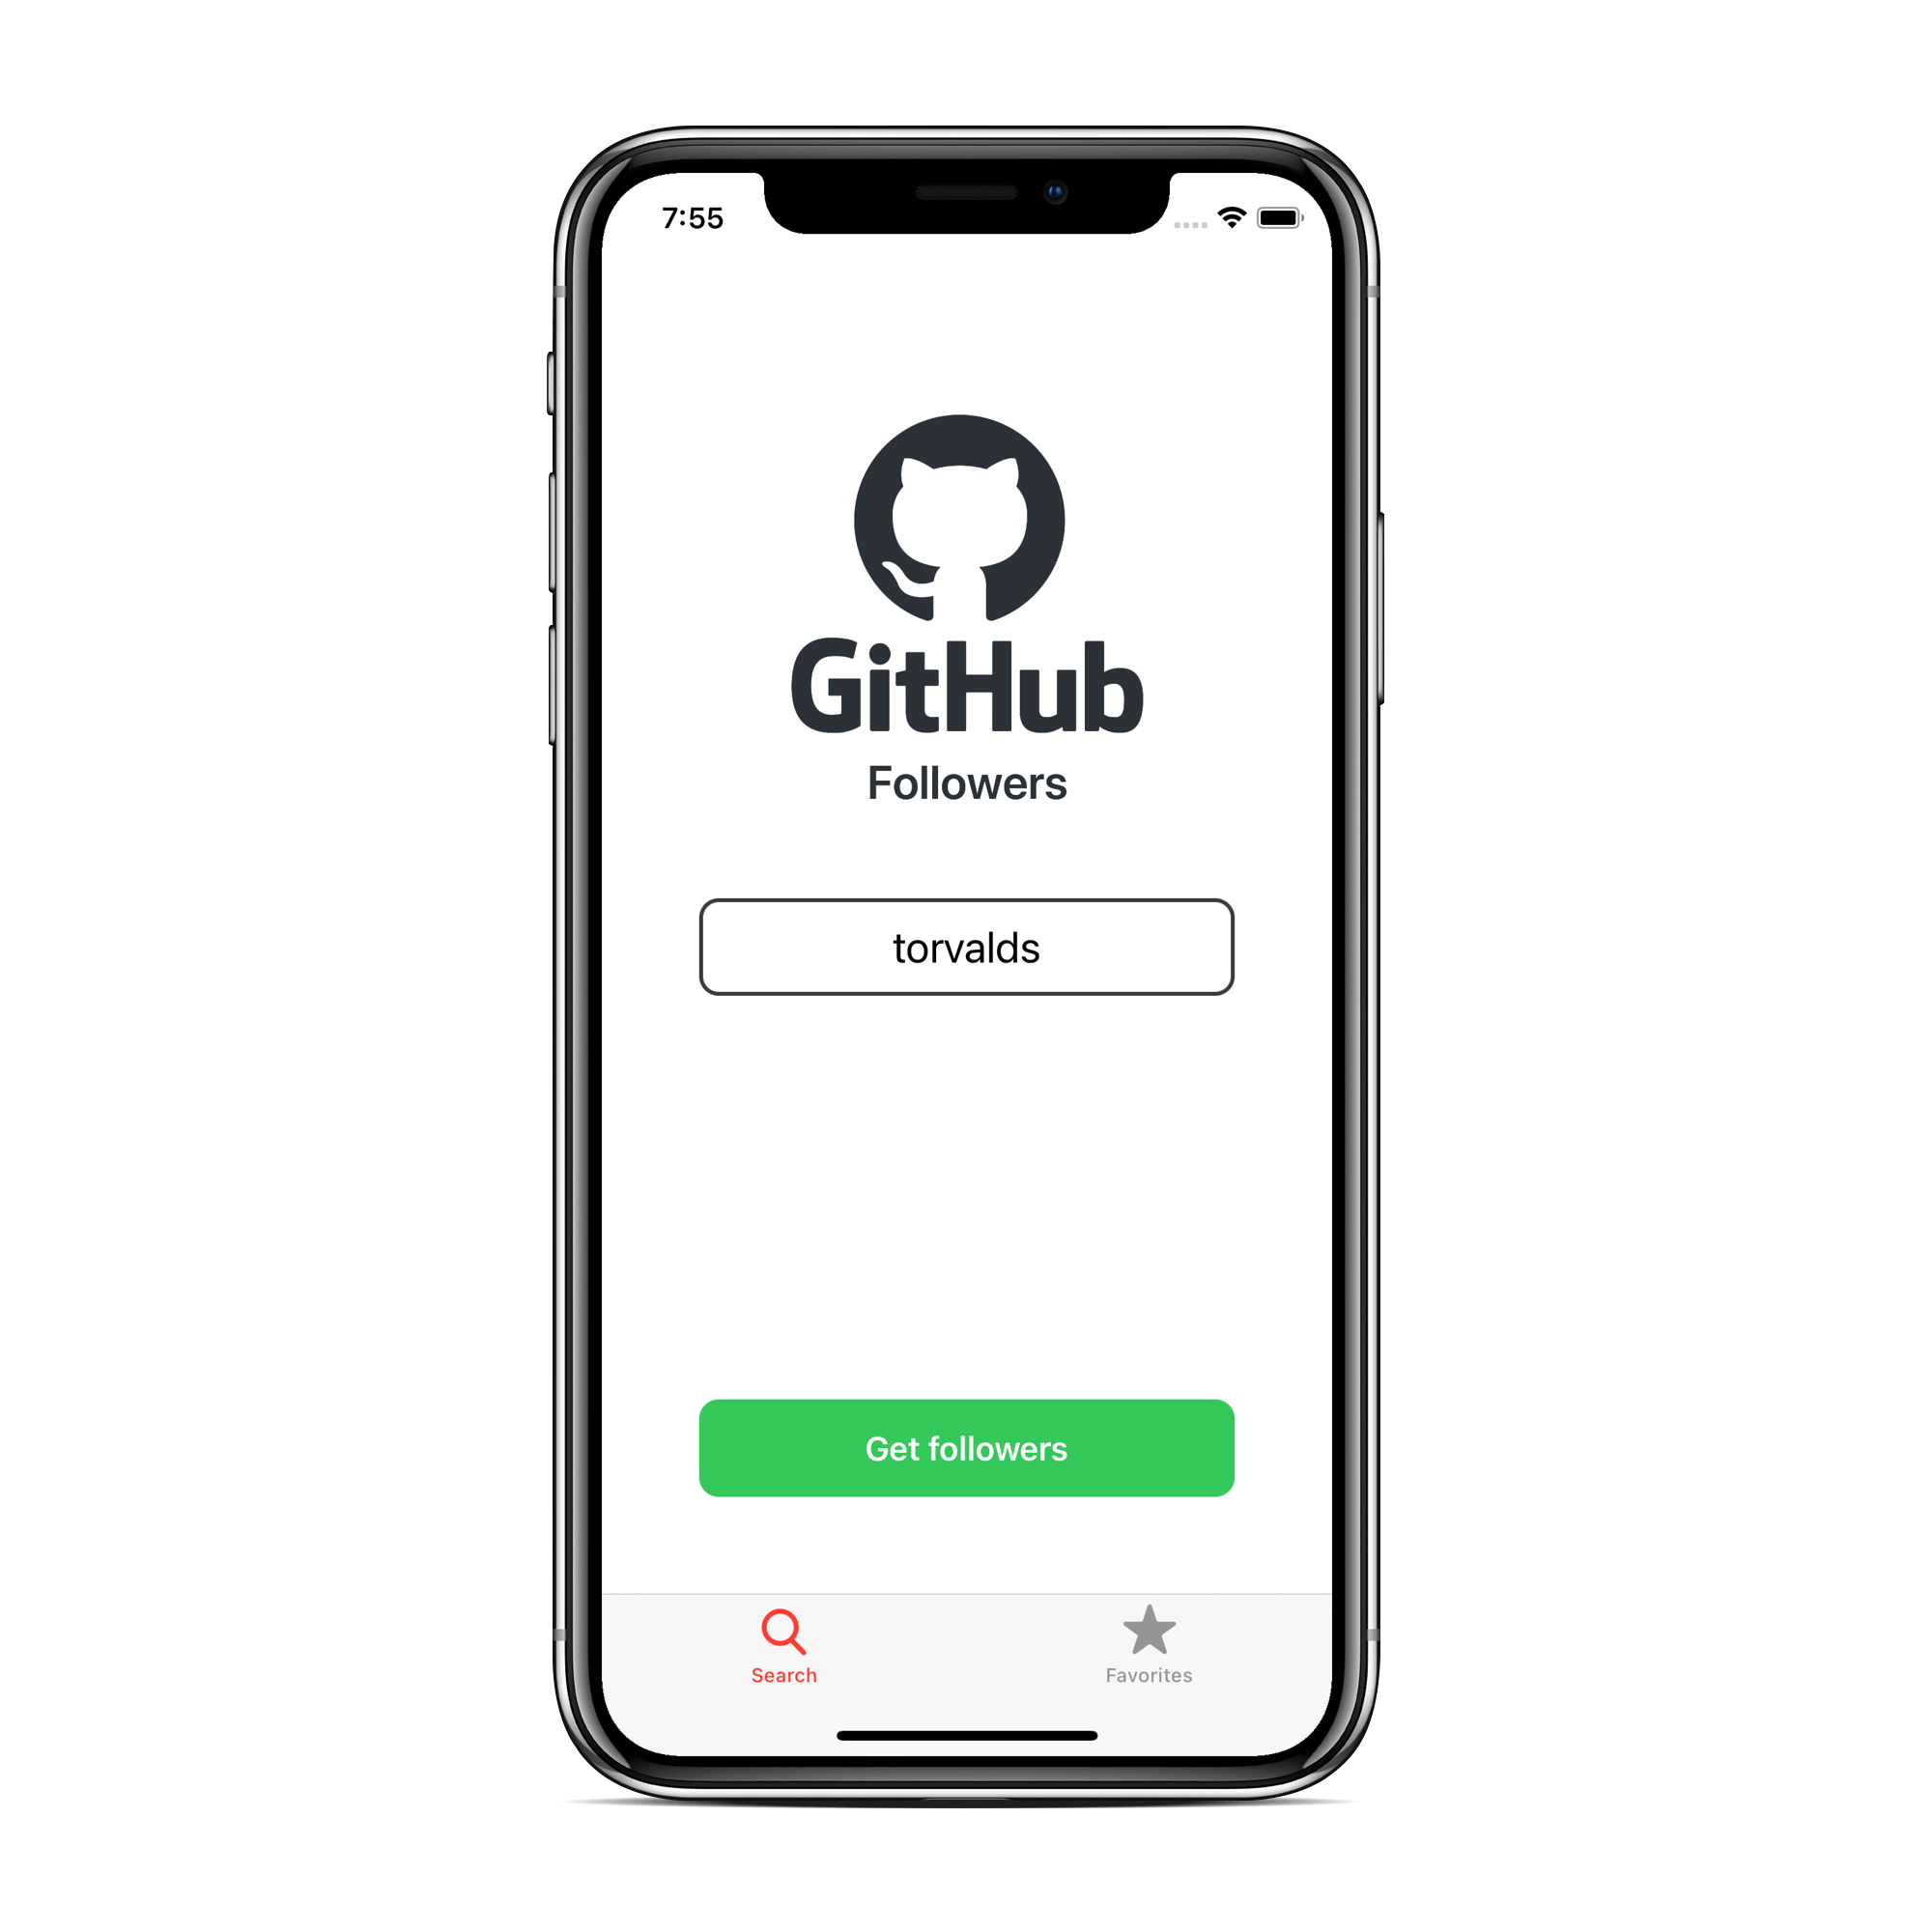 7:55
GitHub
Followers
torvalds
Get followers
Search
Favorites